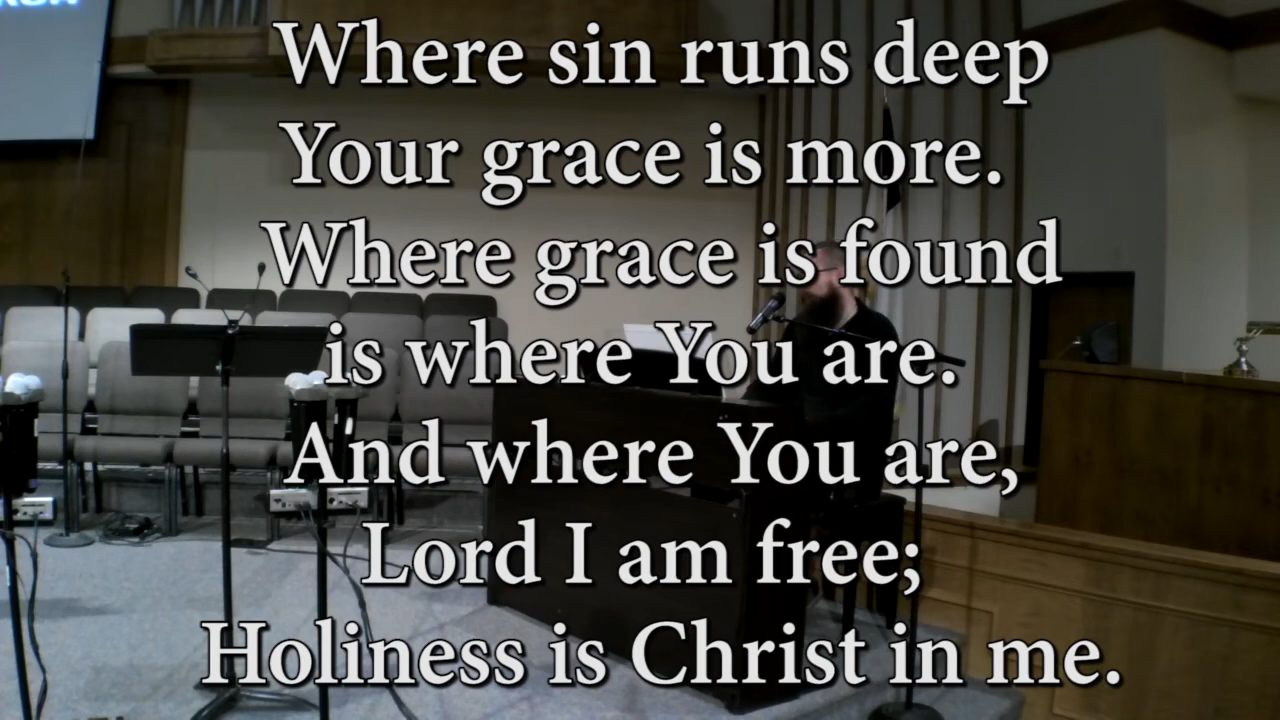 Where sin runs deep
Your grace is more.
Where grace is found
is where You are.
And where You are,
Lord I am free;
Holiness is Christ in me.